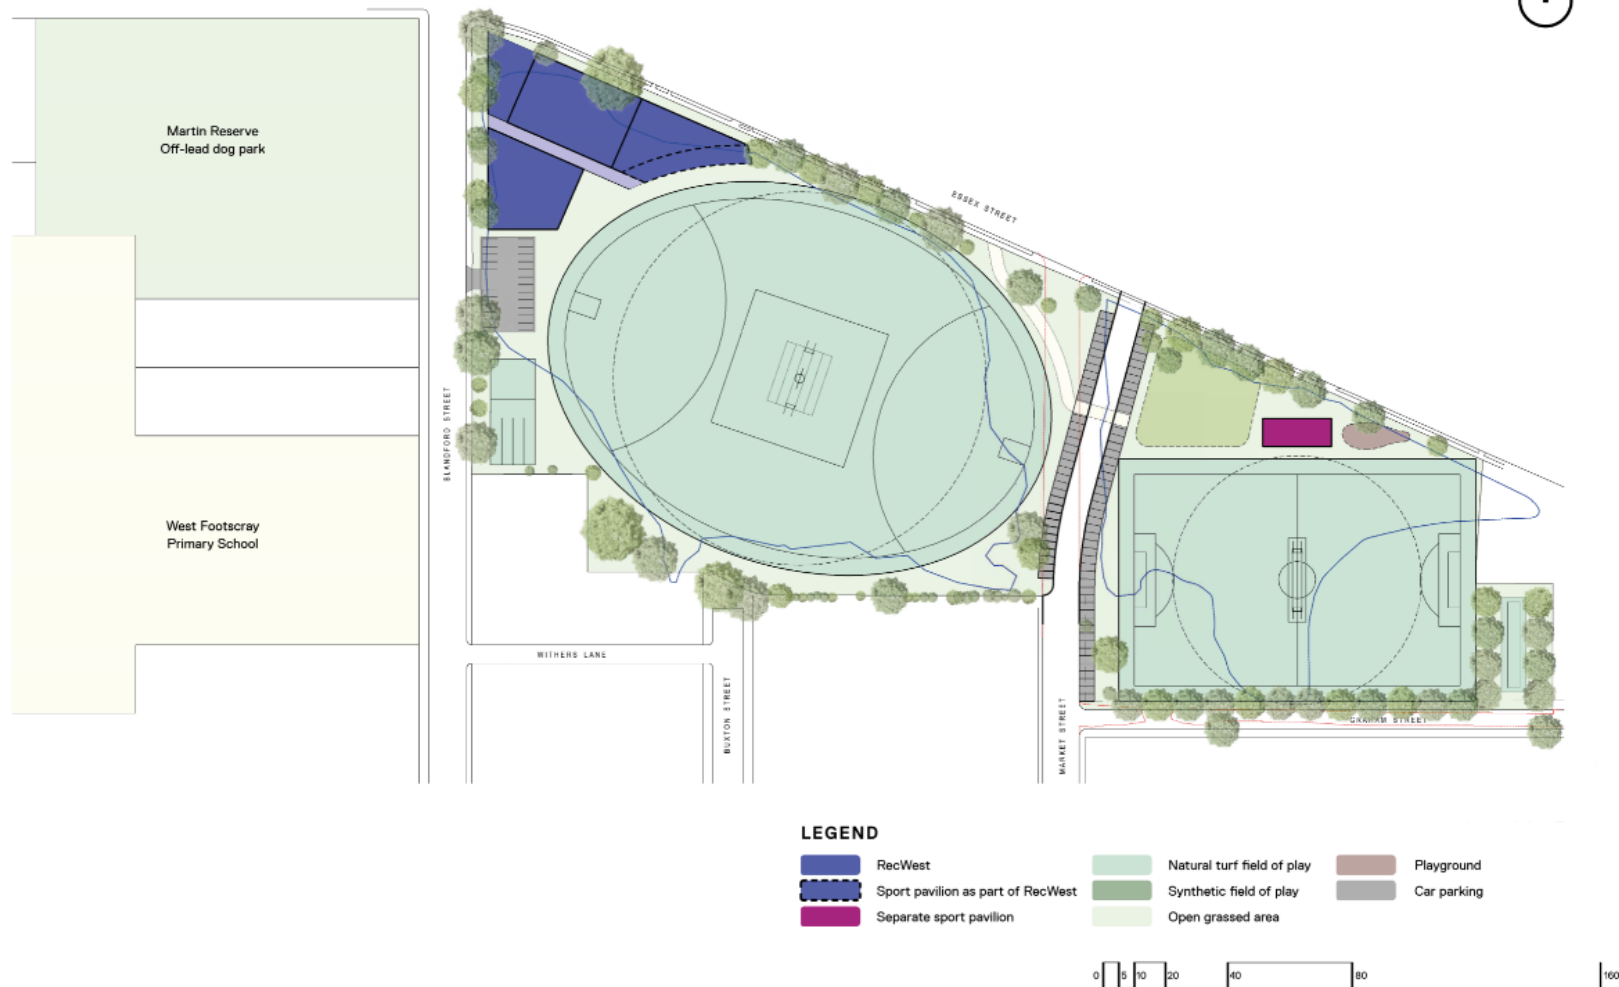 Martin Reserve
Off-lead dog park
ESSEX STREET
BLANDFORD STREET
West Footscray
Primary School
WITHERS LANE
BUXTON STREET
MARKET STREET
GRAHAM STREET
LEGEND
RecWest
Sport pavilion as part of RecWest
Separate sport pavilion
Natural turf field of play
Synthetic field of play
Open grassed area
Playground
Car parking
0 5 10 20 40 80 160